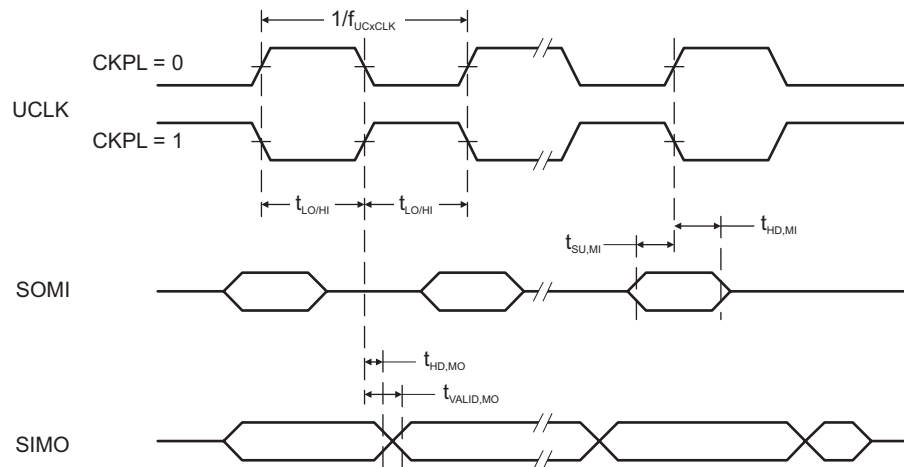 1/fUCxCLK
CKPL = 0
UCLK
CKPL = 1
tLO/HI tLO/HI
tSU,MI tHD,MI
SOMI
tHD,MO
tVALID,MO
SIMO